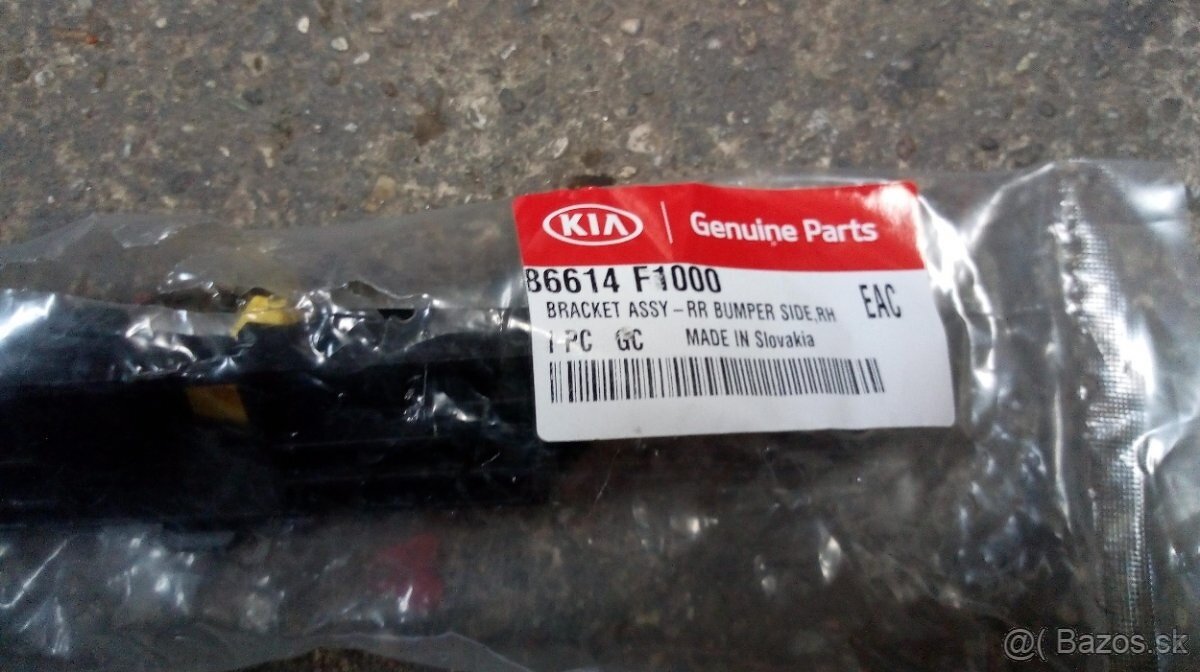 KIA Genuine Parts
86614 F1000
BRACKET ASSY-RR BUMPER SIDE,RH EAC
1 PC GC MADE IN Slovakia
@( Bazos.sk